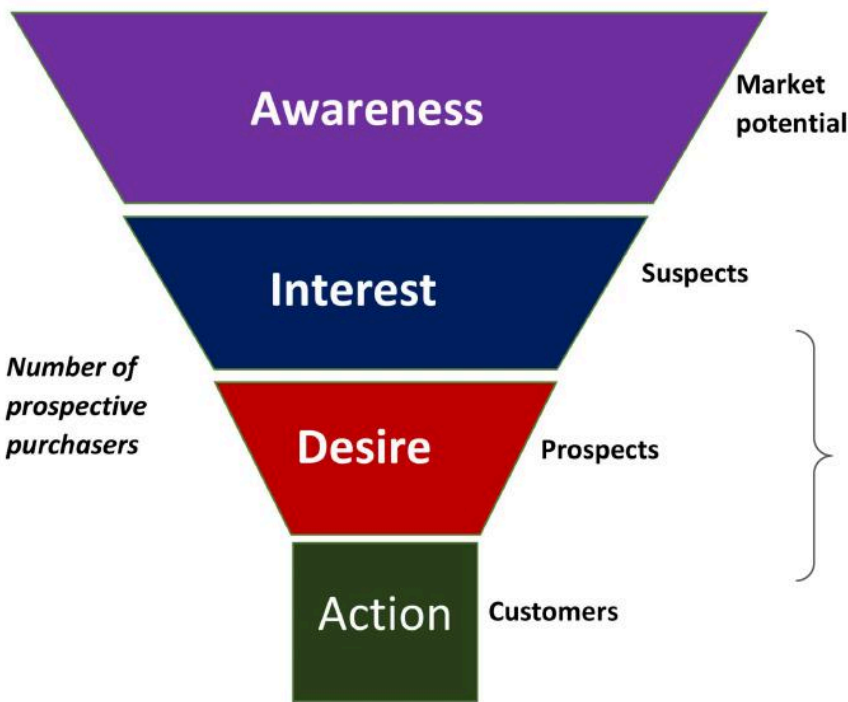 Awareness
Market
potential
Interest
Suspects
Number of
prospective
purchasers
Desire
Prospects
Action
Customers